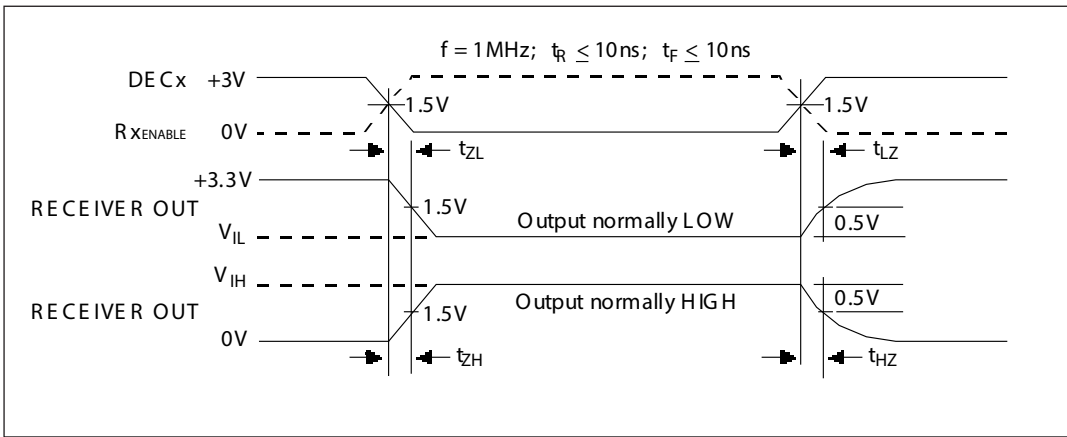 f = 1MHz; tR ≤ 10ns; tF ≤ 10ns
DECx +3V
1.5V
1.5V
RxENABLE 0V
tZL
tLZ
+3.3V
RECEIVER OUT
1.5V
Output normally LOW
0.5V
VIL
VIH
RECEIVER OUT
1.5V
Output normally HIGH
0.5V
0V
tZH
tHZ